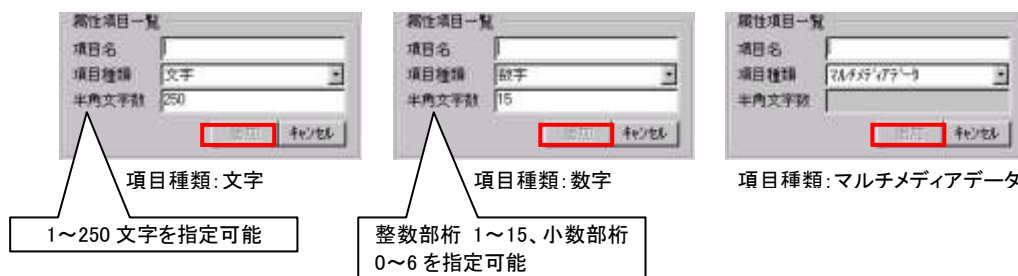 属性項目一覧
項目名
項目種類 文字
半角文字数 250
追加 キャンセル
項目種類：文字
1～250 文字を指定可能
属性項目一覧
項目名
項目種類 数字
半角文字数 15
追加 キャンセル
項目種類：数字
整数部桁 1～15、小数部桁
0～6 を指定可能
属性項目一覧
項目名
項目種類 ﾏﾙﾁﾒﾃﾞｨｱﾃﾞｰﾀ
半角文字数
追加 キャンセル
項目種類：マルチメディアデータ